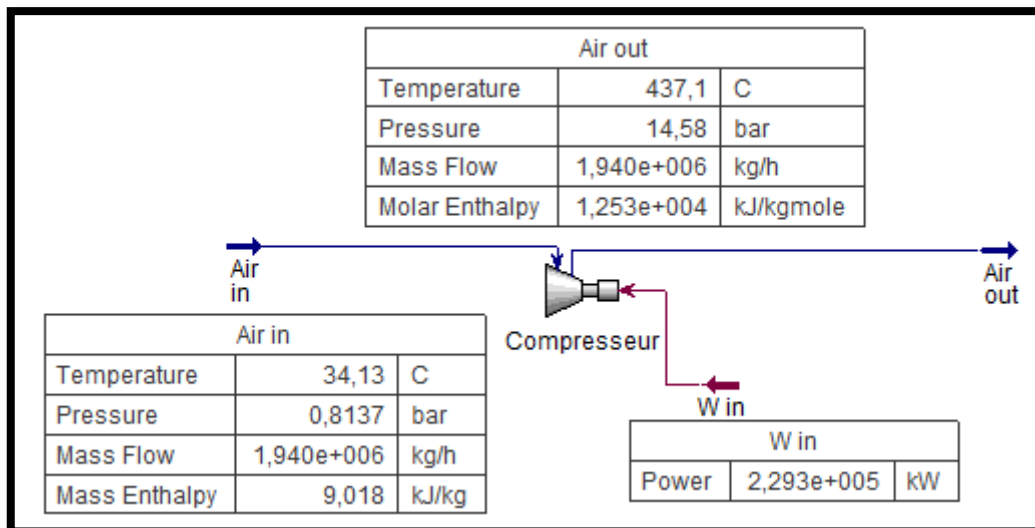 Air out
Temperature 437,1 C
Pressure 14,58 bar
Mass Flow 1,940e+006 kg/h
Molar Enthalpy 1,253e+004 kJ/kgmole
Air
in
Air
out
Compresseur
Air in
Temperature 34,13 C
Pressure 0,8137 bar
Mass Flow 1,940e+006 kg/h
Mass Enthalpy 9,018 kJ/kg
W in
W in
Power 2,293e+005 kW